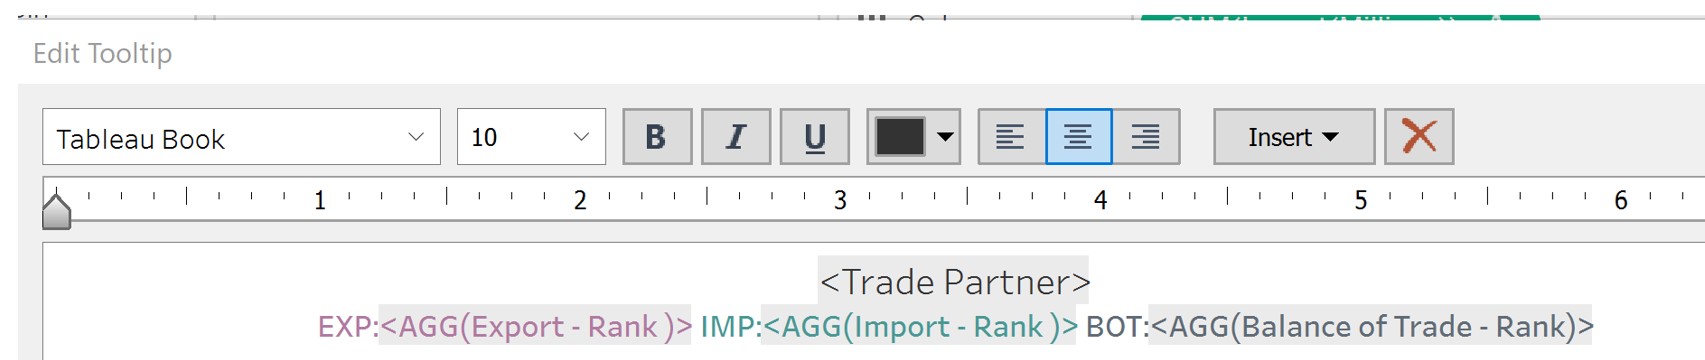 Edit Tooltip
Tableau Book 10 B I U Insert
1 2 3 4 5 6
<Trade Partner>
EXP:<AGG(Export - Rank )> IMP:<AGG(Import - Rank )> BOT:<AGG(Balance of Trade - Rank)>